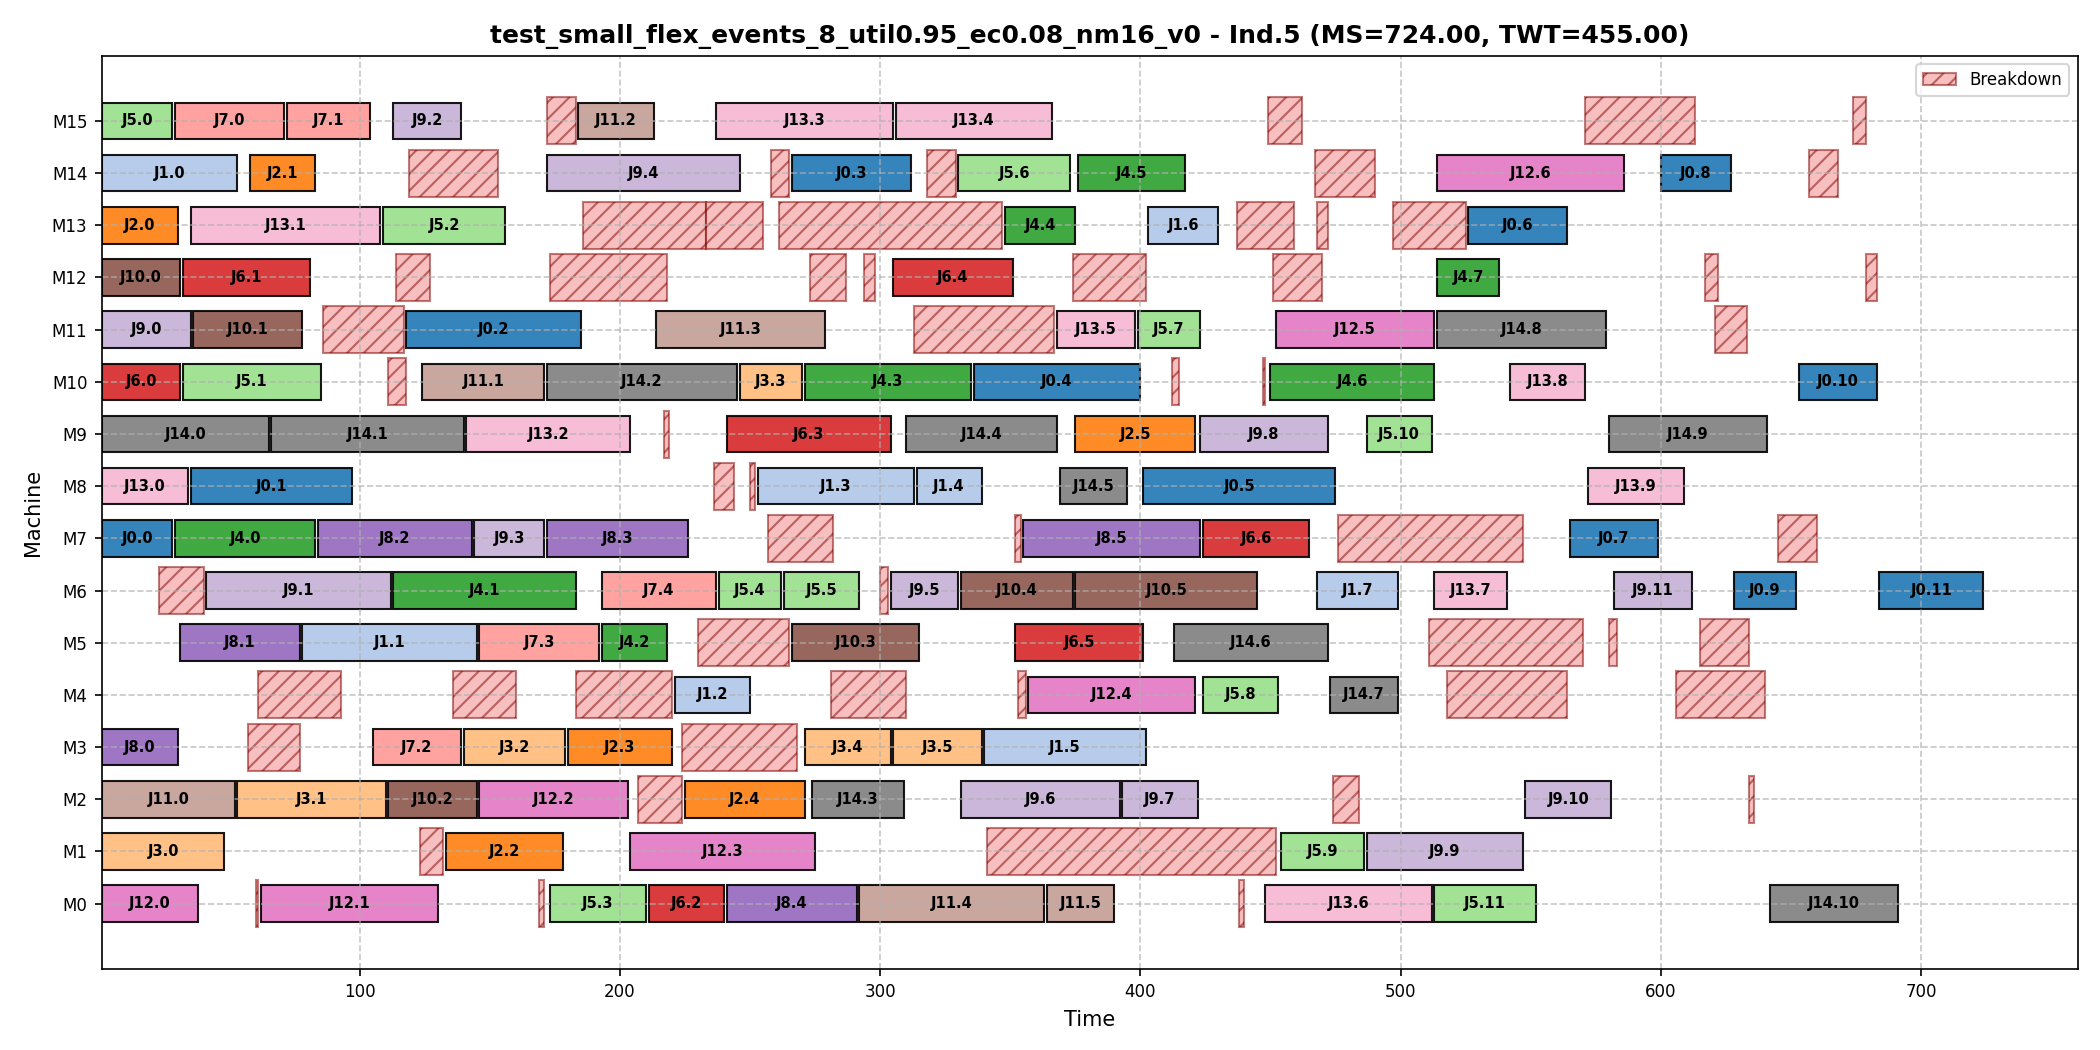 test_small_flex_events_8_util0.95_ec0.08_nm16_v0 - Ind.5 (MS=724.00, TWT=455.00)
Breakdown
M15 J5.0 J7.0 J7.1 J9.2 J11.2 J13.3 J13.4
M14 J1.0 J2.1 J9.4 J0.3 J5.6 J4.5 J12.6 J0.8
M13 J2.0 J13.1 J5.2 J4.4 J1.6 J0.6
M12 J10.0 J6.1 J6.4 J4.7
M11 J9.0 J10.1 J0.2 J11.3 J13.5 J5.7 J12.5 J14.8
M10 J6.0 J5.1 J11.1 J14.2 J3.3 J4.3 J0.4 J4.6 J13.8 J0.10
M9 J14.0 J14.1 J13.2 J6.3 J14.4 J2.5 J9.8 J5.10 J14.9
M8 J13.0 J0.1 J1.3 J1.4 J14.5 J0.5 J13.9
M7 J0.0 J4.0 J8.2 J9.3 J8.3 J8.5 J6.6 J0.7
M6 J9.1 J4.1 J7.4 J5.4 J5.5 J9.5 J10.4 J10.5 J1.7 J13.7 J9.11 J0.9 J0.11
M5 J8.1 J1.1 J7.3 J4.2 J10.3 J6.5 J14.6
M4 J1.2 J12.4 J5.8 J14.7
M3 J8.0 J7.2 J3.2 J2.3 J3.4 J3.5 J1.5
M2 J11.0 J3.1 J10.2 J12.2 J2.4 J14.3 J9.6 J9.7 J9.10
M1 J3.0 J2.2 J12.3 J5.9 J9.9
M0 J12.0 J12.1 J5.3 J6.2 J8.4 J11.4 J11.5 J13.6 J5.11 J14.10
Machine
100 200 300 400 500 600 700
Time